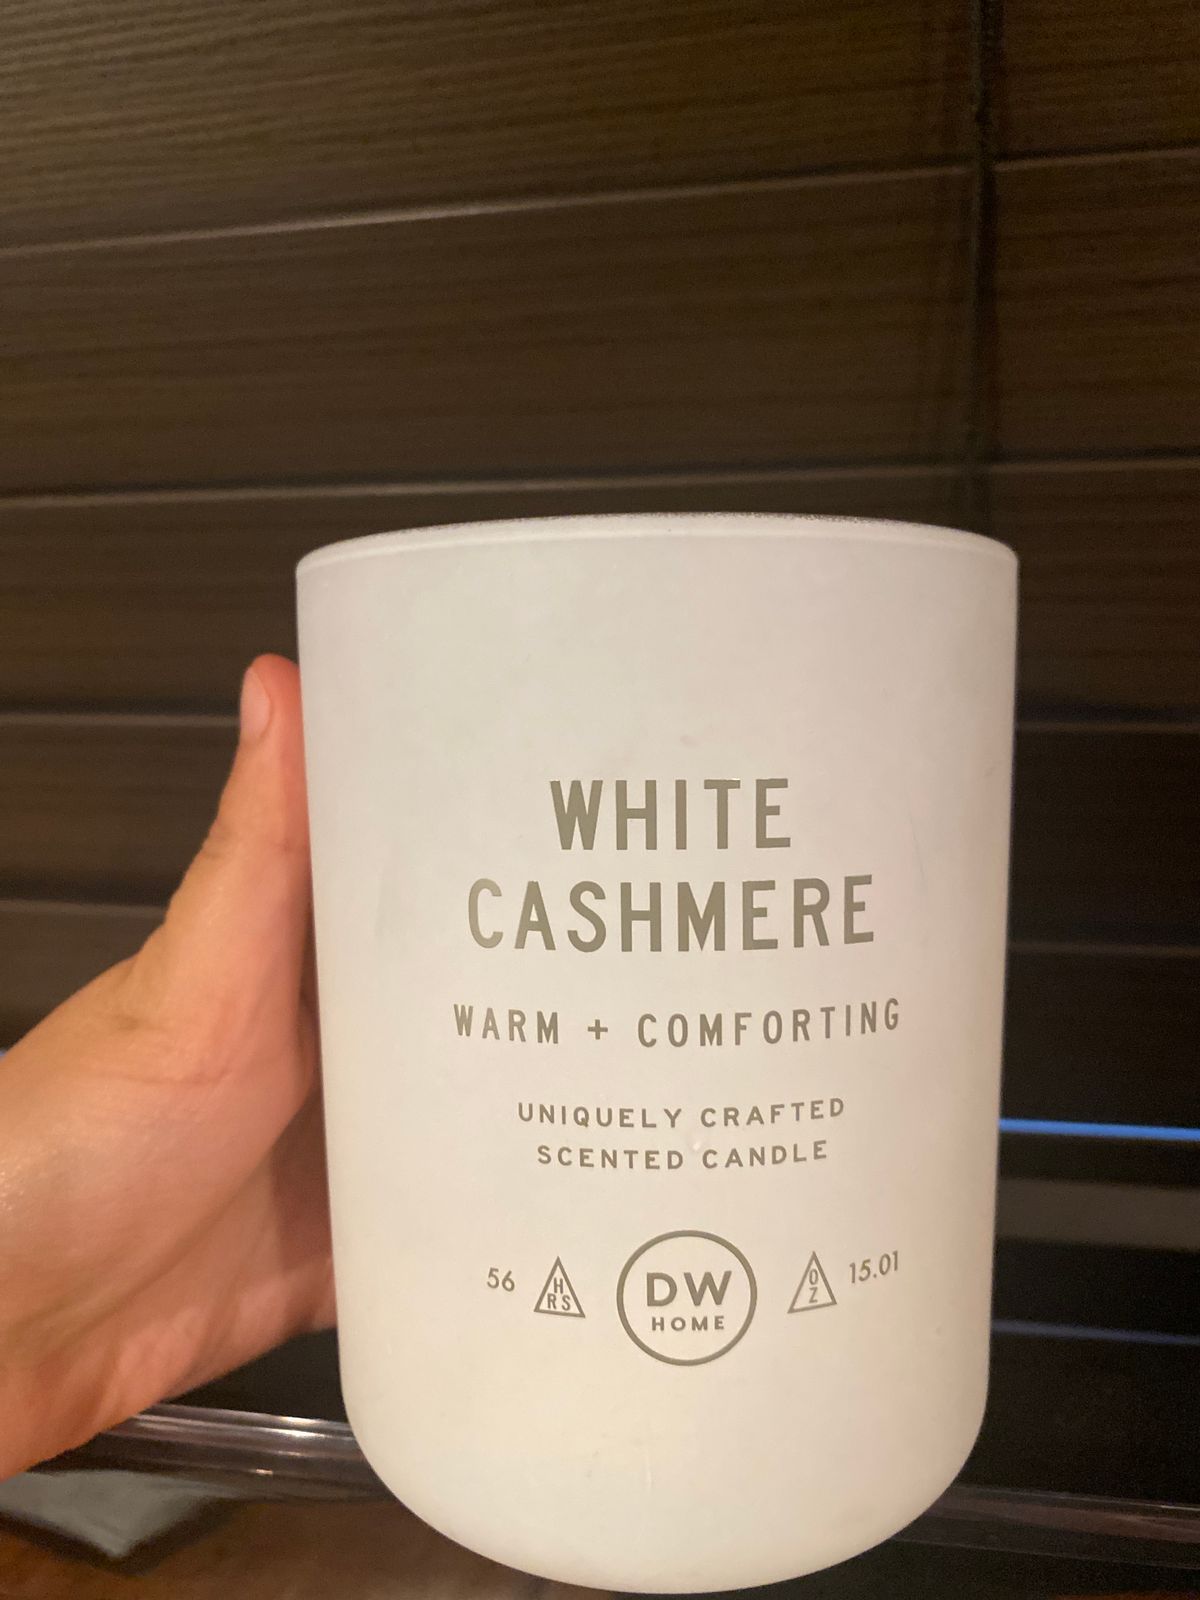 WHITE
CASHMERE
WARM + COMFORTING
UNIQUELY CRAFTED
SCENTED CANDLE
56 HRS DW HOME OZ 15.01